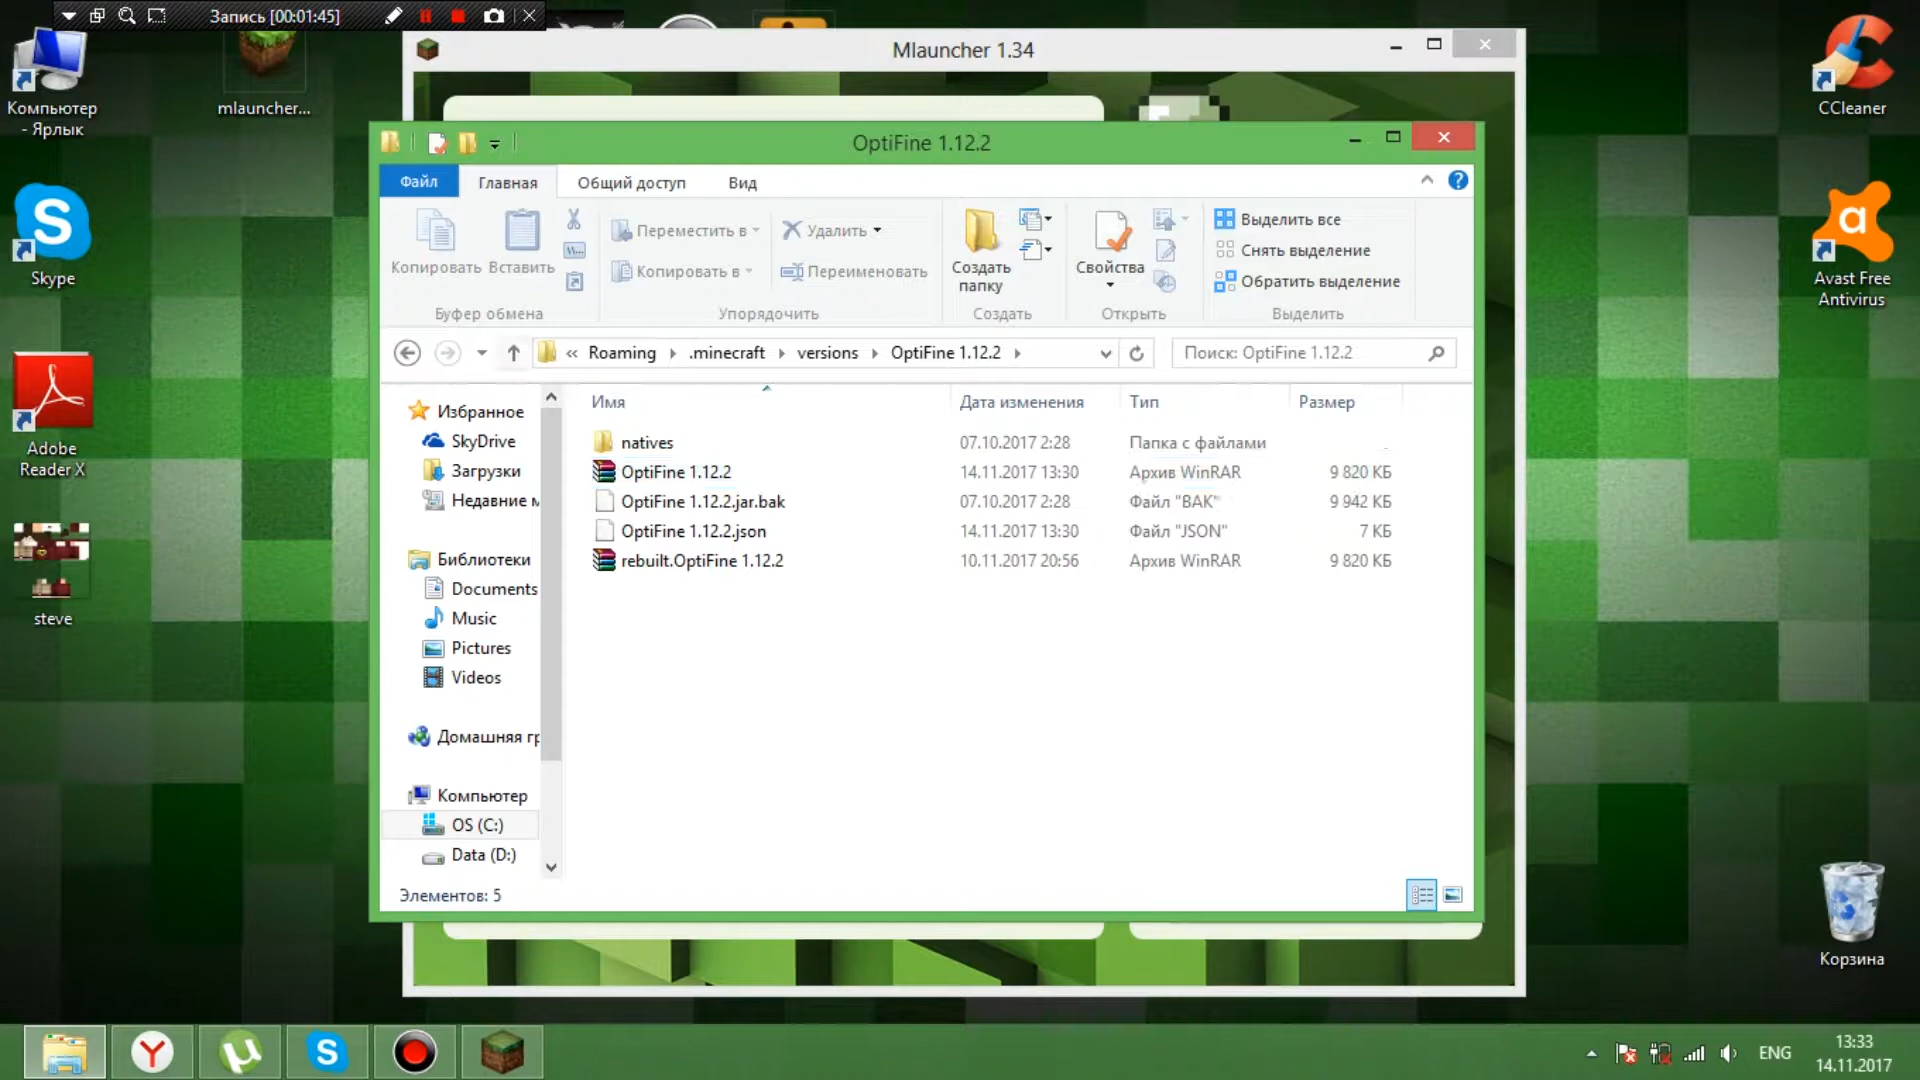 Запись [00:01:45]
Mlauncher 1.34
OptiFine 1.12.2
Файл
Главная
Общий доступ
Вид
Копировать
Вставить
Переместить в
Копировать в
Удалить
Переименовать
Создать
папку
Свойства
Выделить все
Снять выделение
Обратить выделение
Буфер обмена
Упорядочить
Создать
Открыть
Выделить
« Roaming
.minecraft
versions
OptiFine 1.12.2
Поиск: OptiFine 1.12.2
Имя
Дата изменения
Тип
Размер
natives
07.10.2017 2:28
Папка с файлами
OptiFine 1.12.2
14.11.2017 13:30
Архив WinRAR
9 820 КБ
OptiFine 1.12.2.jar.bak
07.10.2017 2:28
Файл "BAK"
9 942 КБ
OptiFine 1.12.2.json
14.11.2017 13:30
Файл "JSON"
7 КБ
rebuilt.OptiFine 1.12.2
10.11.2017 20:56
Архив WinRAR
9 820 КБ
Избранное
SkyDrive
Загрузки
Недавние м
Библиотеки
Documents
Music
Pictures
Videos
Домашняя гр
Компьютер
OS (C:)
Data (D:)
Элементов: 5
Компьютер
- Ярлык
mlauncher...
Skype
Adobe
Reader X
steve
CCleaner
Avast Free
Antivirus
Корзина
ENG
13:33
14.11.2017